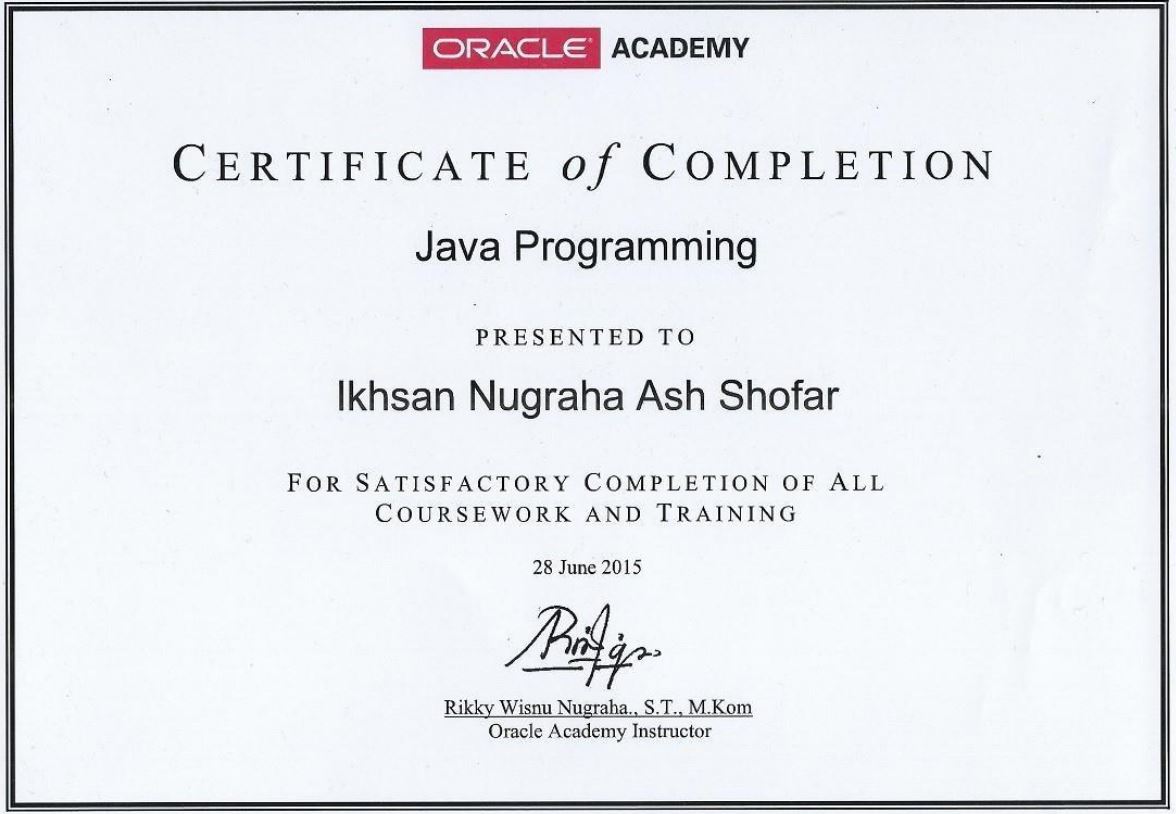 ORACLE ACADEMY
CERTIFICATE of COMPLETION
Java Programming
PRESENTED TO
Ikhsan Nugraha Ash Shofar
FOR SATISFACTORY COMPLETION OF ALL
COURSEWORK AND TRAINING
28 June 2015
Rikky Wisnu Nugraha., S.T., M.Kom
Oracle Academy Instructor